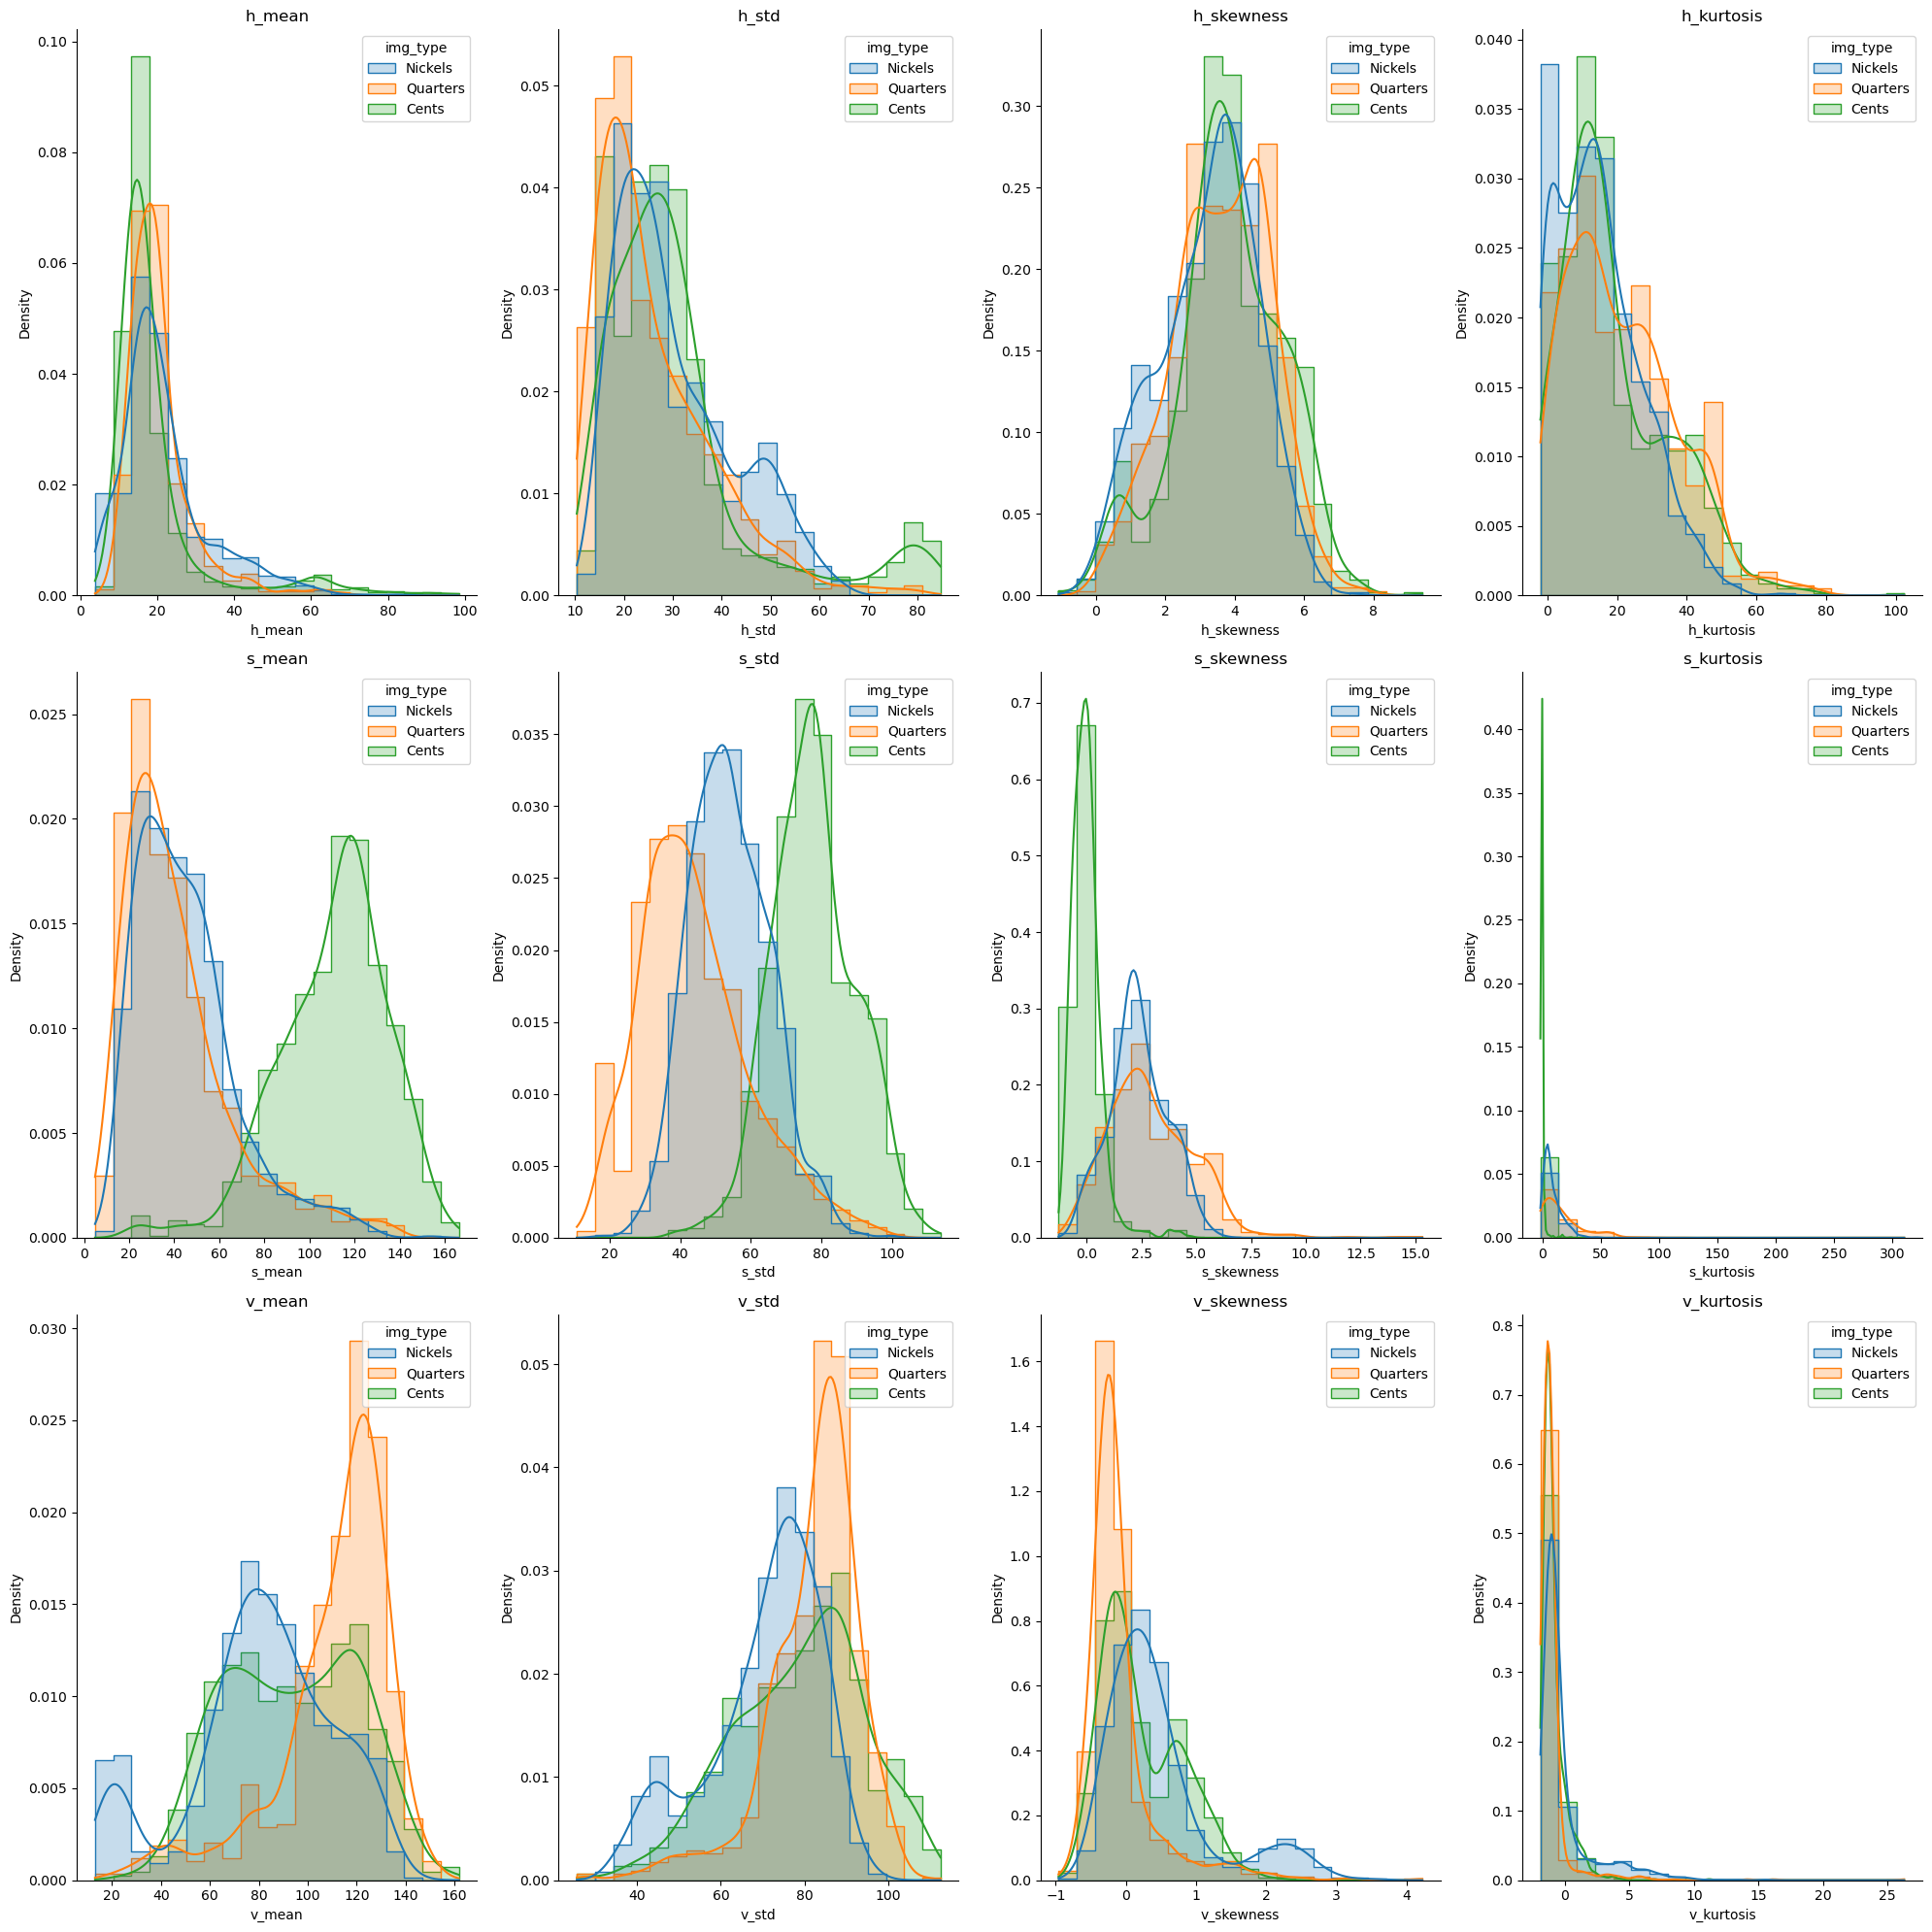 h_mean
img_type
Nickels
Quarters
Cents
0.10
0.08
0.06
0.04
0.02
0.00
Density
0 20 40 60 80 100
h_mean
h_std
img_type
Nickels
Quarters
Cents
0.05
0.04
0.03
0.02
0.01
0.00
Density
10 20 30 40 50 60 70 80
h_std
h_skewness
img_type
Nickels
Quarters
Cents
0.30
0.25
0.20
0.15
0.10
0.05
0.00
Density
0 2 4 6 8
h_skewness
h_kurtosis
img_type
Nickels
Quarters
Cents
0.040
0.035
0.030
0.025
0.020
0.015
0.010
0.005
0.000
Density
0 20 40 60 80 100
h_kurtosis
s_mean
img_type
Nickels
Quarters
Cents
0.025
0.020
0.015
0.010
0.005
0.000
Density
0 20 40 60 80 100 120 140 160
s_mean
s_std
img_type
Nickels
Quarters
Cents
0.035
0.030
0.025
0.020
0.015
0.010
0.005
0.000
Density
20 40 60 80 100
s_std
s_skewness
img_type
Nickels
Quarters
Cents
0.7
0.6
0.5
0.4
0.3
0.2
0.1
0.0
Density
0.0 2.5 5.0 7.5 10.0 12.5 15.0
s_skewness
s_kurtosis
img_type
Nickels
Quarters
Cents
0.40
0.35
0.30
0.25
0.20
0.15
0.10
0.05
0.00
Density
0 50 100 150 200 250 300
s_kurtosis
v_mean
img_type
Nickels
Quarters
Cents
0.030
0.025
0.020
0.015
0.010
0.005
0.000
Density
20 40 60 80 100 120 140 160
v_mean
v_std
img_type
Nickels
Quarters
Cents
0.05
0.04
0.03
0.02
0.01
0.00
Density
40 60 80 100
v_std
v_skewness
img_type
Nickels
Quarters
Cents
1.6
1.4
1.2
1.0
0.8
0.6
0.4
0.2
0.0
Density
−1 0 1 2 3 4
v_skewness
v_kurtosis
img_type
Nickels
Quarters
Cents
0.8
0.7
0.6
0.5
0.4
0.3
0.2
0.1
0.0
Density
0 5 10 15 20 25
v_kurtosis